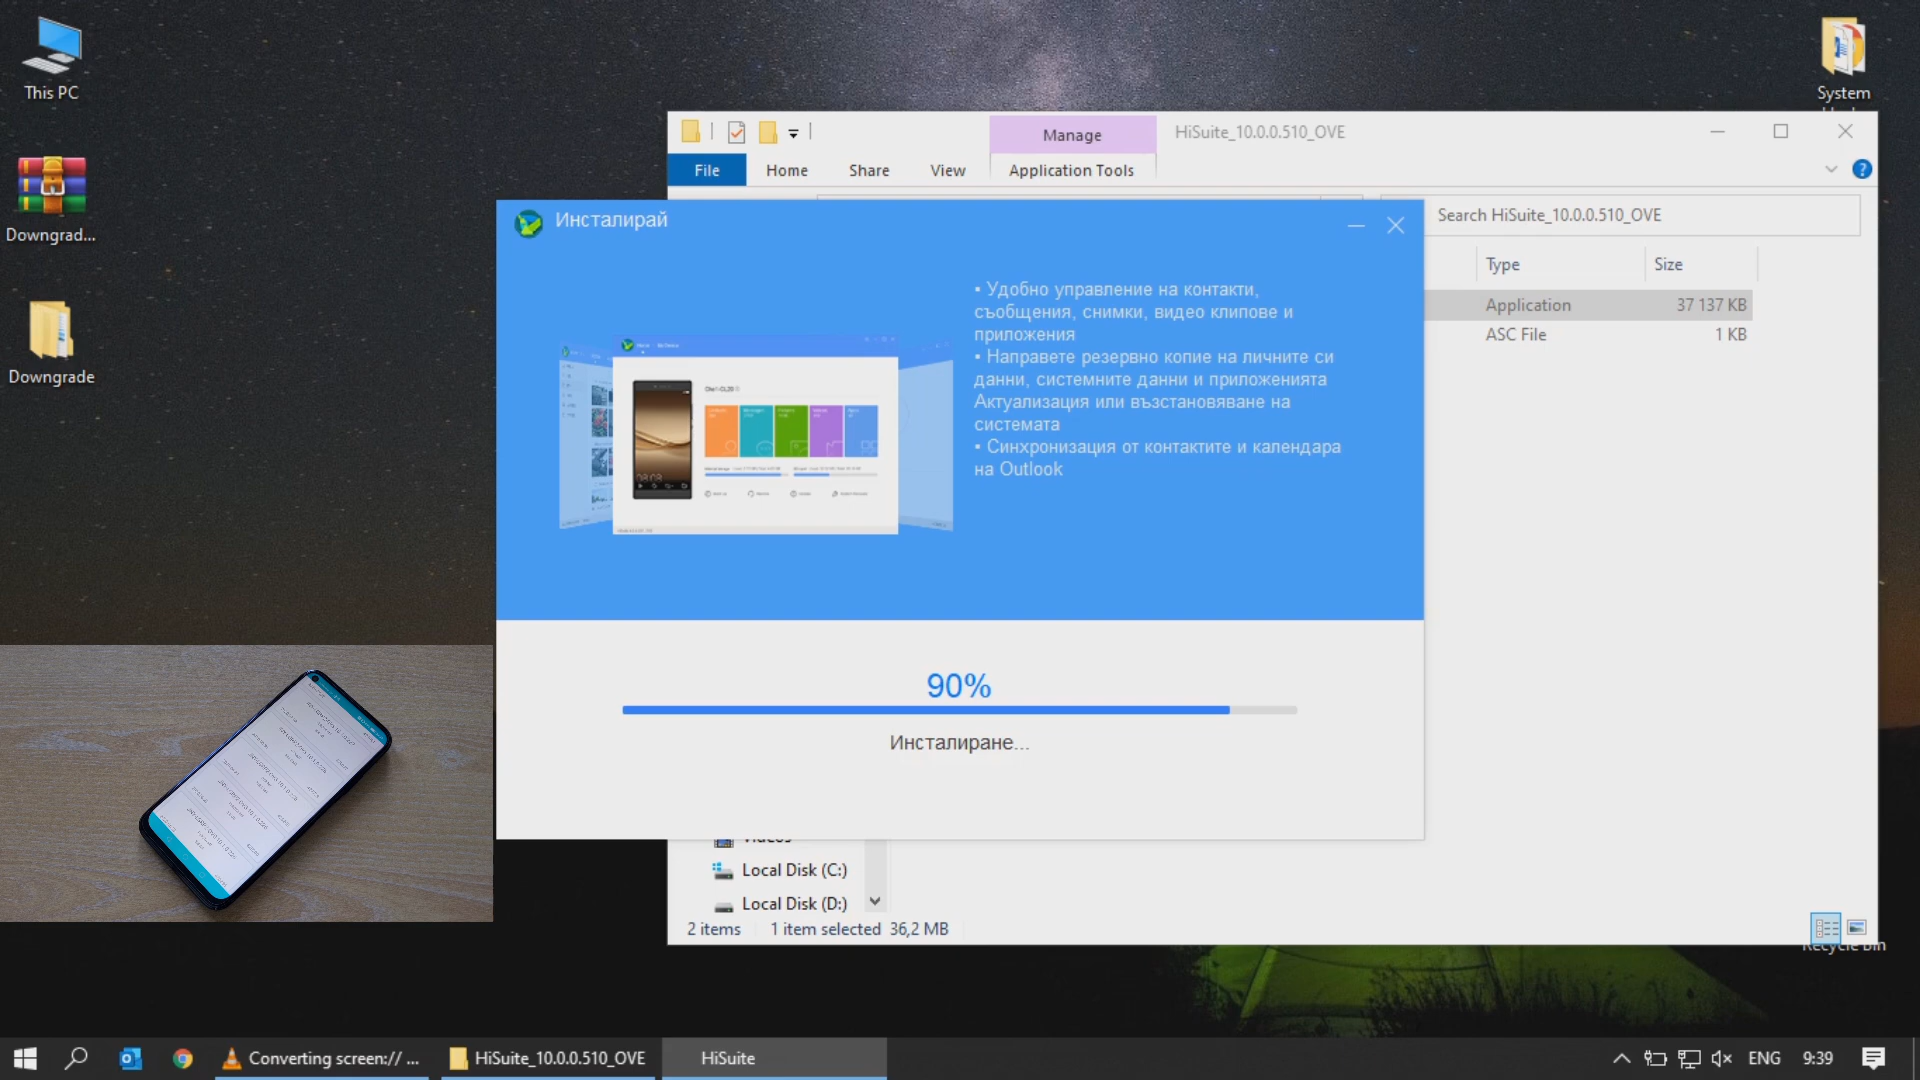 This PC
Downgrad...
Downgrade
System
Manage
HiSuite_10.0.0.510_OVE
File
Home
Share
View
Application Tools
Search HiSuite_10.0.0.510_OVE
Type
Size
Application
37 137 KB
ASC File
1 KB
Инсталирай
▪ Удобно управление на контакти,
съобщения, снимки, видео клипове и
приложения
▪ Направете резервно копие на личните си
данни, системните данни и приложенията
Актуализация или възстановяване на
системата
▪ Синхронизация от контактите и календара
на Outlook
90%
Инсталиране...
Videos
Local Disk (C:)
Local Disk (D:)
2 items
1 item selected 36,2 MB
Recycle Bin
Converting screen:// ...
HiSuite_10.0.0.510_OVE
HiSuite
ENG
9:39